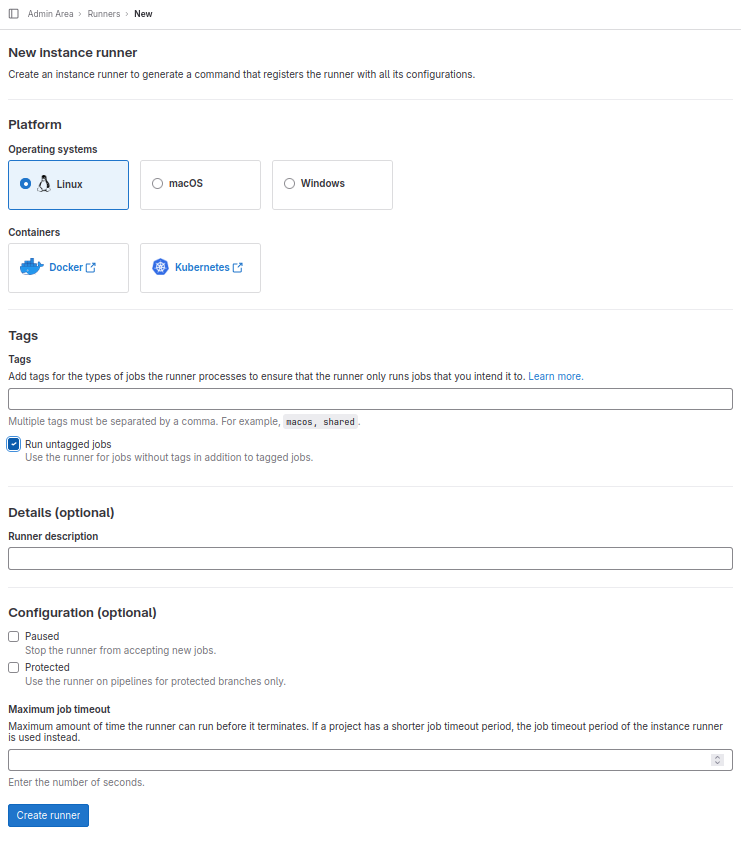 Admin Area › Runners › New
New instance runner
Create an instance runner to generate a command that registers the runner with all its configurations.
Platform
Operating systems
Linux
macOS
Windows
Containers
Docker
Kubernetes
Tags
Tags
Add tags for the types of jobs the runner processes to ensure that the runner only runs jobs that you intend it to. Learn more.
Multiple tags must be separated by a comma. For example, macos, shared.
Run untagged jobs
Use the runner for jobs without tags in addition to tagged jobs.
Details (optional)
Runner description
Configuration (optional)
Paused
Stop the runner from accepting new jobs.
Protected
Use the runner on pipelines for protected branches only.
Maximum job timeout
Maximum amount of time the runner can run before it terminates. If a project has a shorter job timeout period, the job timeout period of the instance runner
is used instead.
Enter the number of seconds.
Create runner